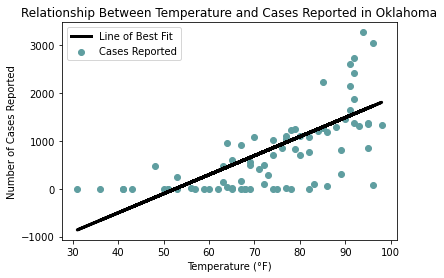 Relationship Between Temperature and Cases Reported in Oklahoma
Line of Best Fit
Cases Reported
Number of Cases Reported
3000
2000
1000
0
−1000
30 40 50 60 70 80 90 100
Temperature (°F)